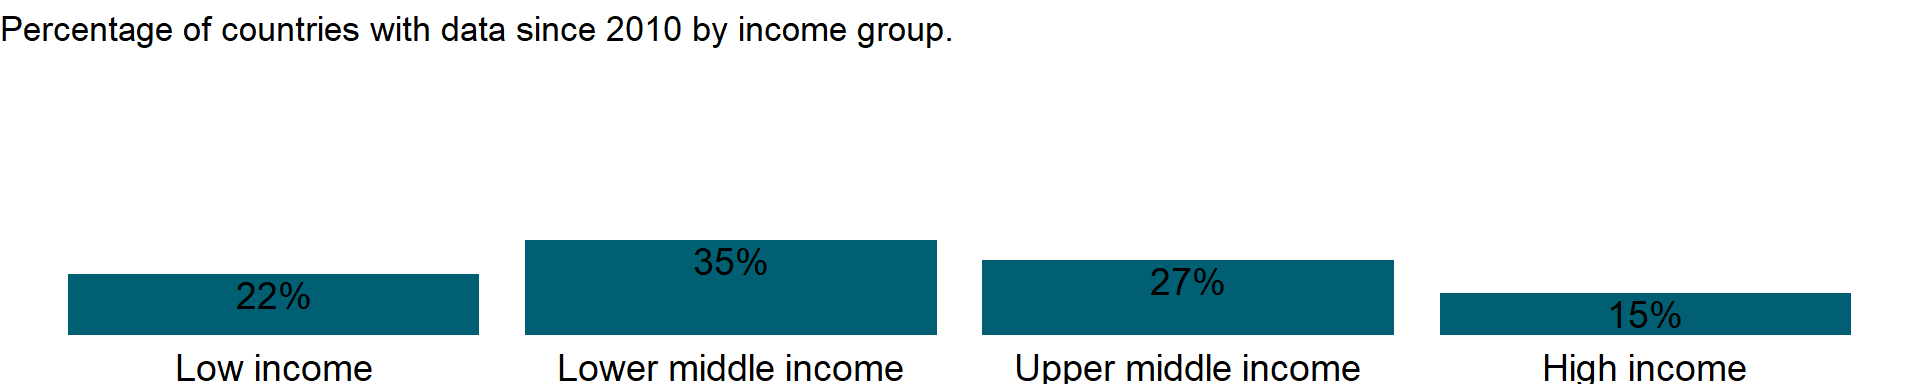 Percentage of countries with data since 2010 by income group.
22%
35%
27%
15%
Low income
Lower middle income
Upper middle income
High income